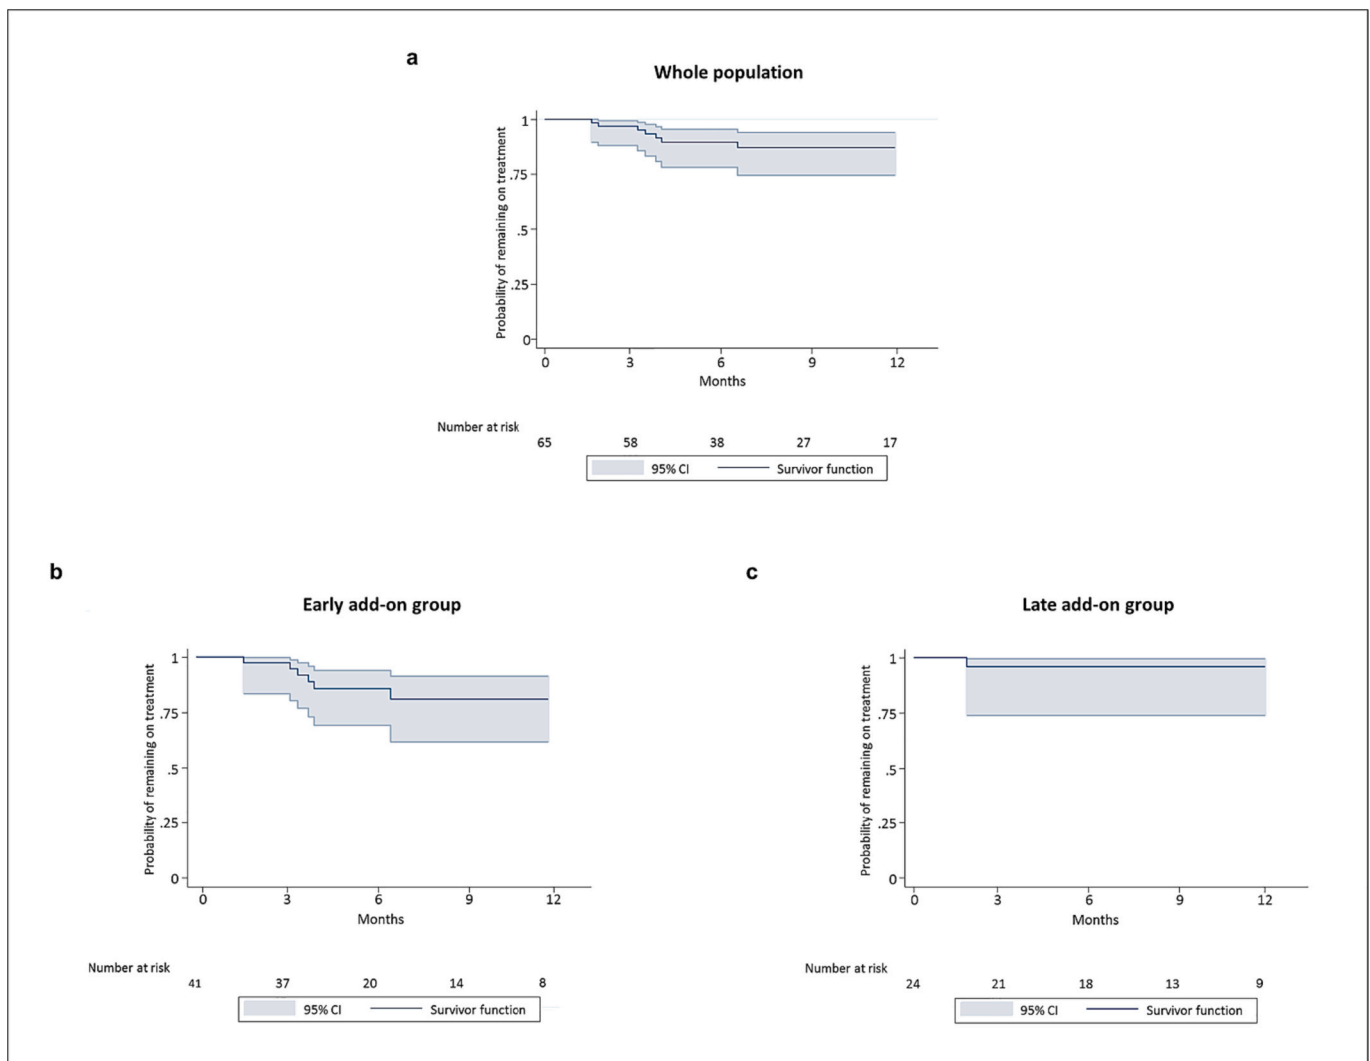 a
Whole population
Probability of remaining on treatment
1
.75
.5
.25
0
0 3 6 9 12
Months
Number at risk
65 58 38 27 17
95% CI Survivor function
b
Early add-on group
Probability of remaining on treatment
1
.75
.5
.25
0
0 3 6 9 12
Months
Number at risk
41 37 20 14 8
95% CI Survivor function
c
Late add-on group
Probability of remaining on treatment
1
.75
.5
.25
0
0 3 6 9 12
Months
Number at risk
24 21 18 13 9
95% CI Survivor function